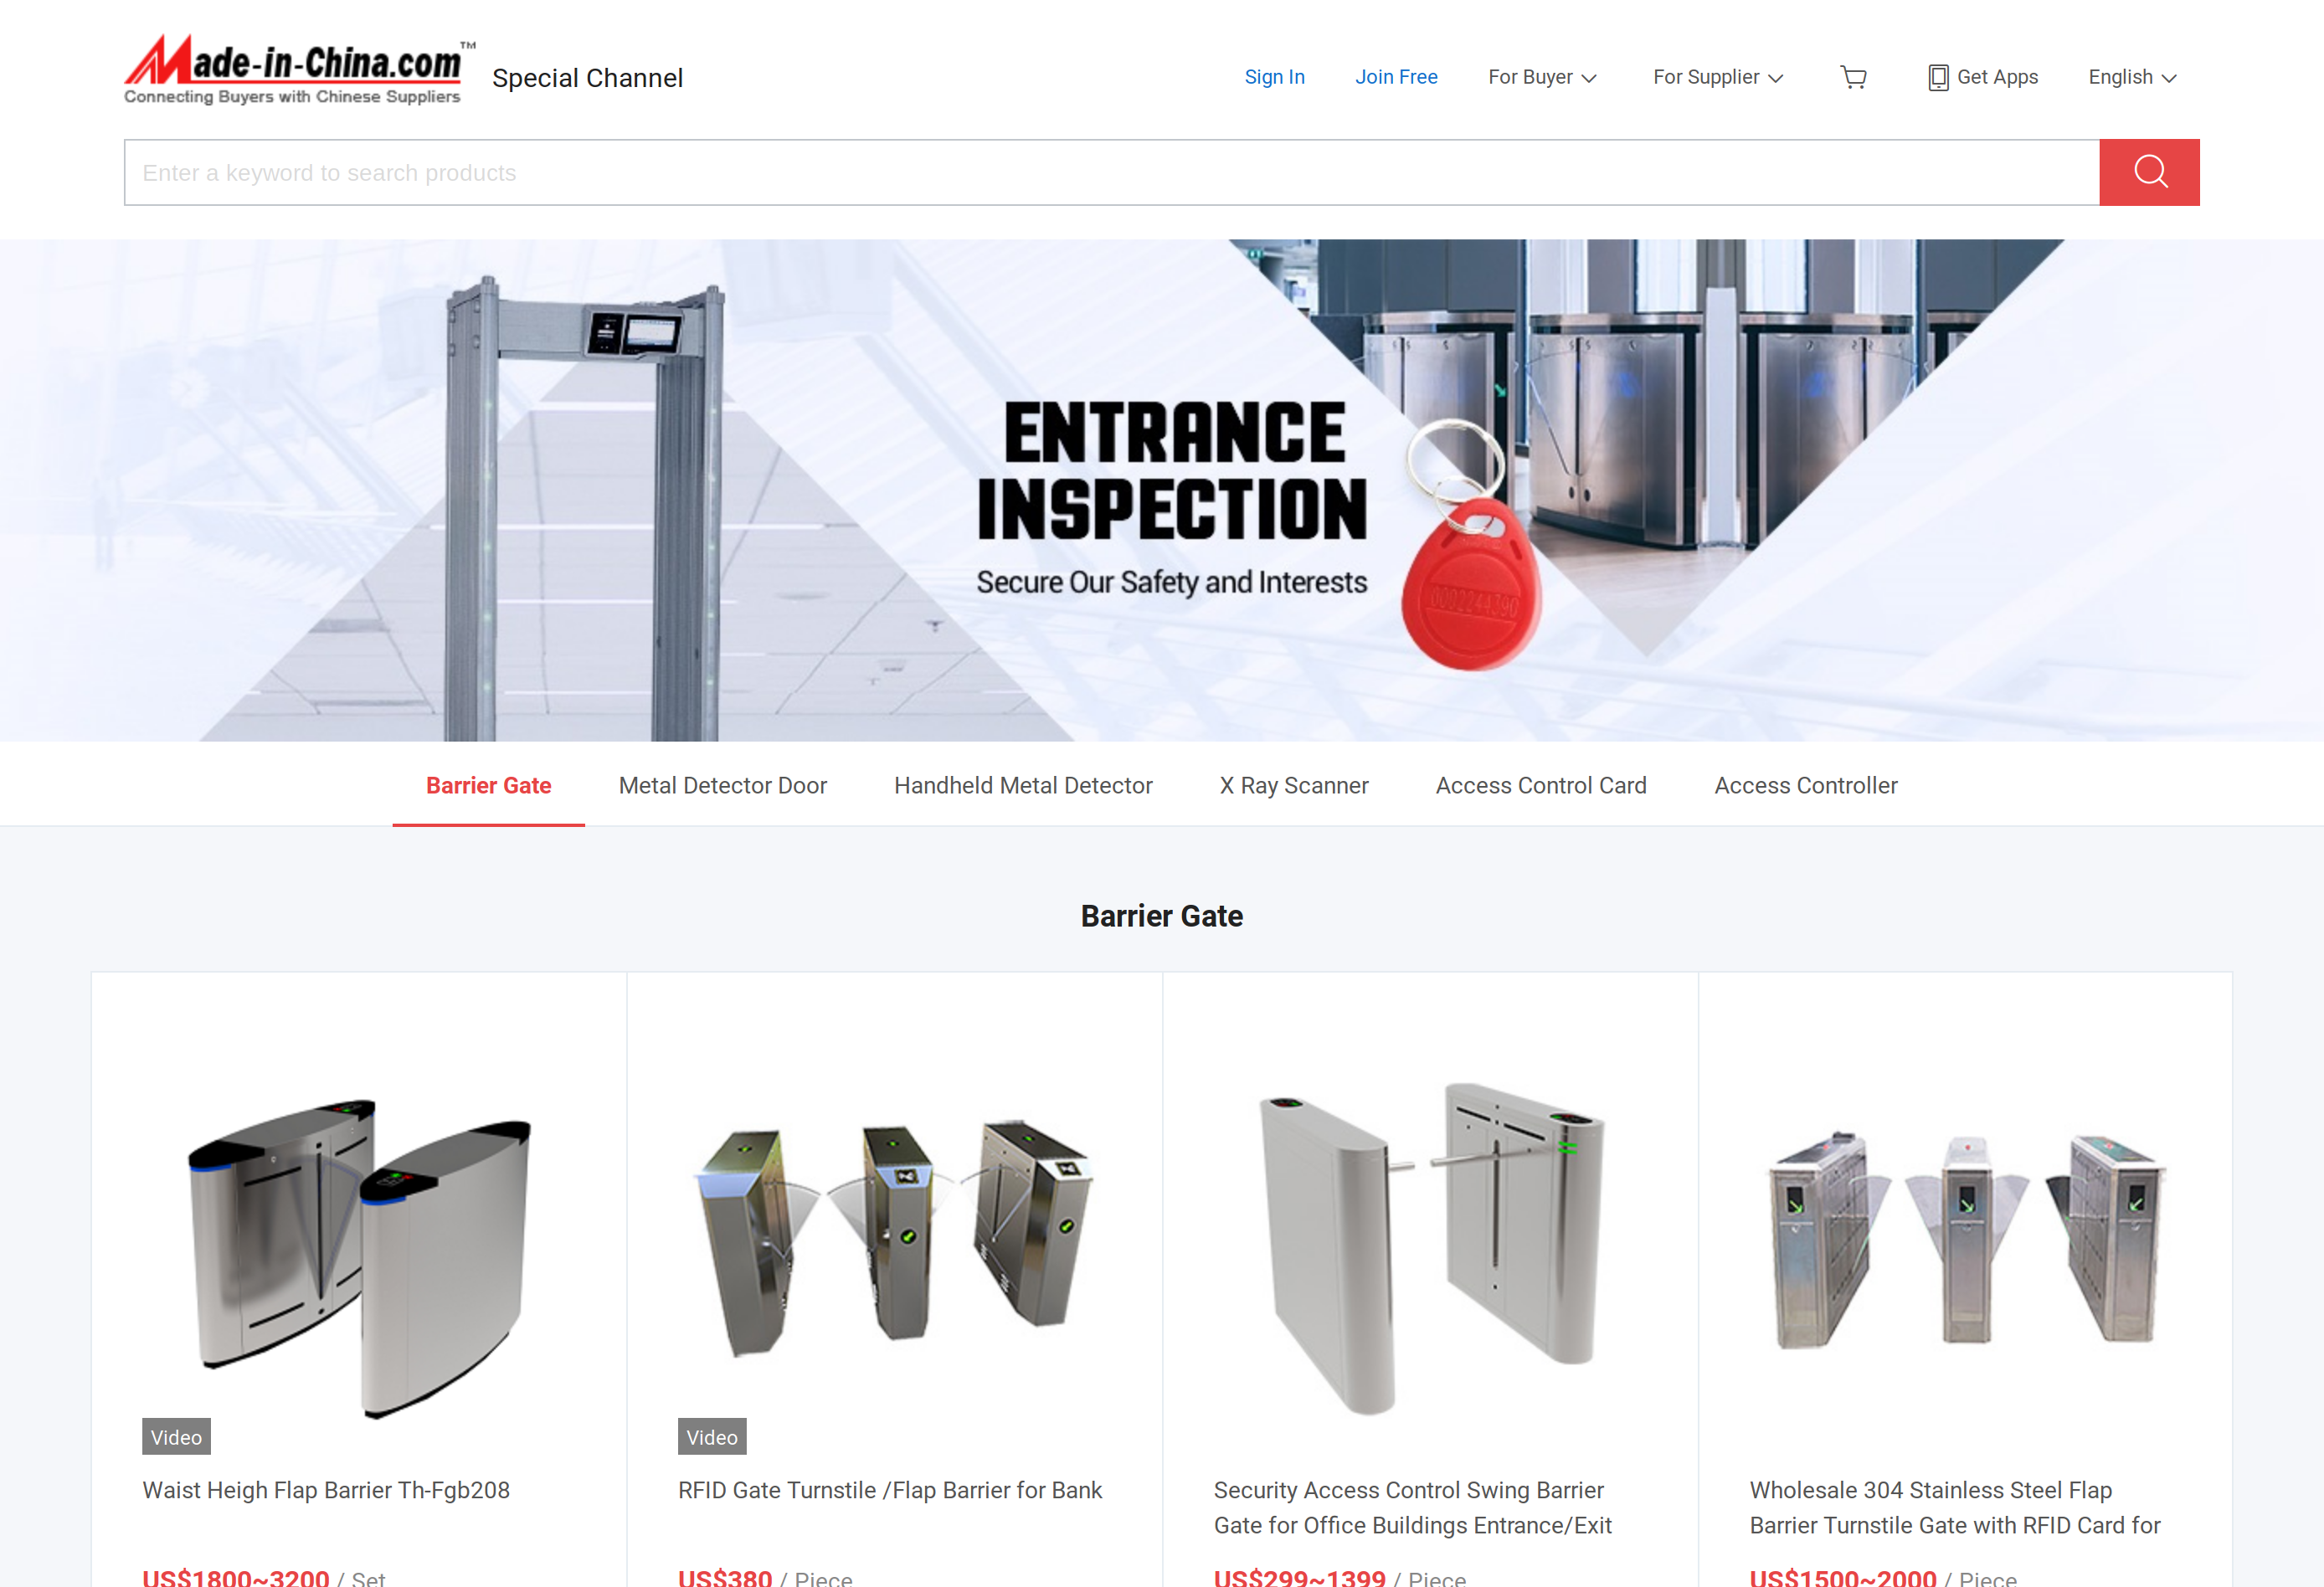 Made-in-China.com™
Connecting Buyers with Chinese Suppliers
Special Channel
Sign In
Join Free
For Buyer
For Supplier
Get Apps
English
Enter a keyword to search products
ENTRANCE
INSPECTION
Secure Our Safety and Interests
0002244390
Barrier Gate
Metal Detector Door
Handheld Metal Detector
X Ray Scanner
Access Control Card
Access Controller
Barrier Gate
Video
Waist Heigh Flap Barrier Th-Fgb208
US$1800~3200 / Set
Video
RFID Gate Turnstile /Flap Barrier for Bank
US$380 / Piece
Security Access Control Swing Barrier
Gate for Office Buildings Entrance/Exit
US$299~1399 / Piece
Wholesale 304 Stainless Steel Flap
Barrier Turnstile Gate with RFID Card for
US$1500~2000 / Piece